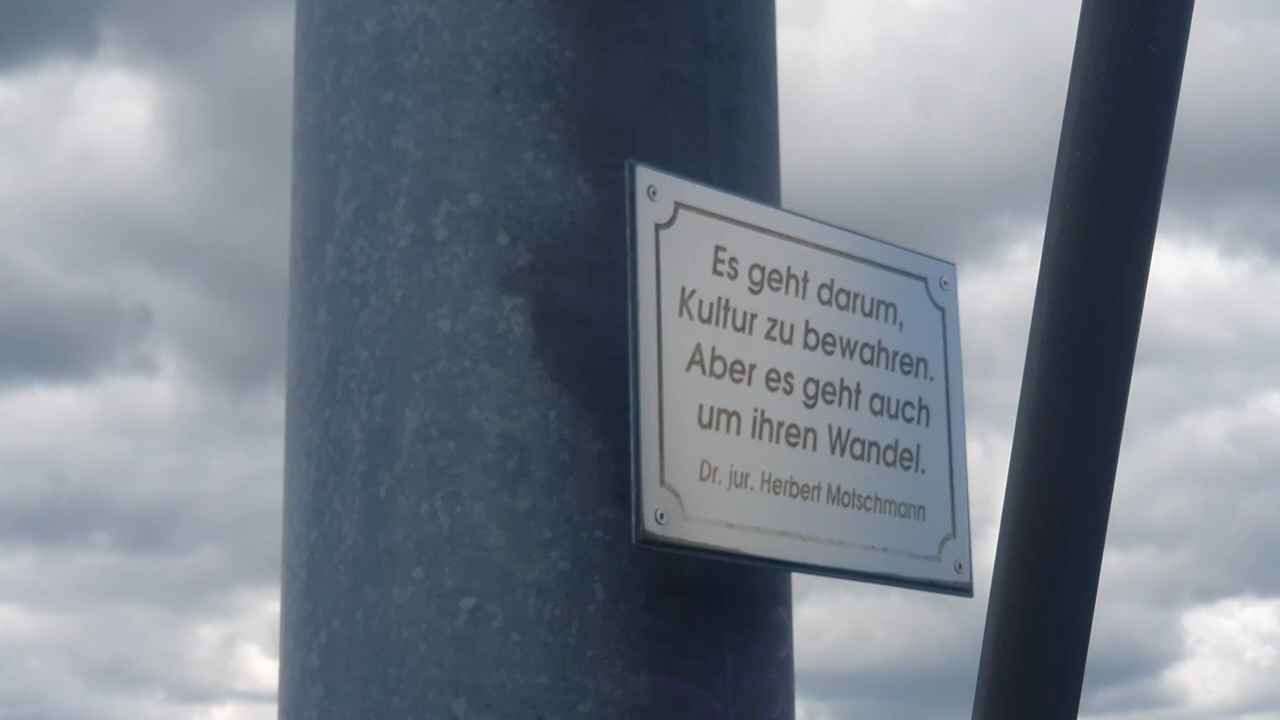 Es geht darum,
Kultur zu bewahren.
Aber es geht auch
um ihren Wandel.
Dr. jur. Herbert Motschmann